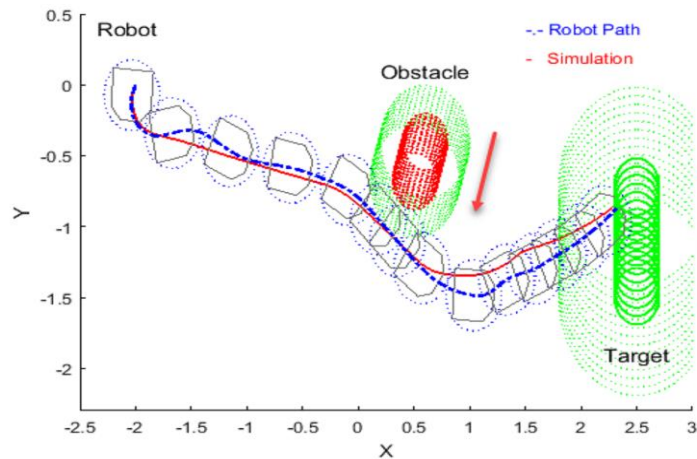 0.5
Robot
-·- Robot Path
- Simulation
0
Obstacle
-0.5
Y
-1
-1.5
-2
Target
-2.5 -2 -1.5 -1 -0.5 0 0.5 1 1.5 2 2.5 3
X